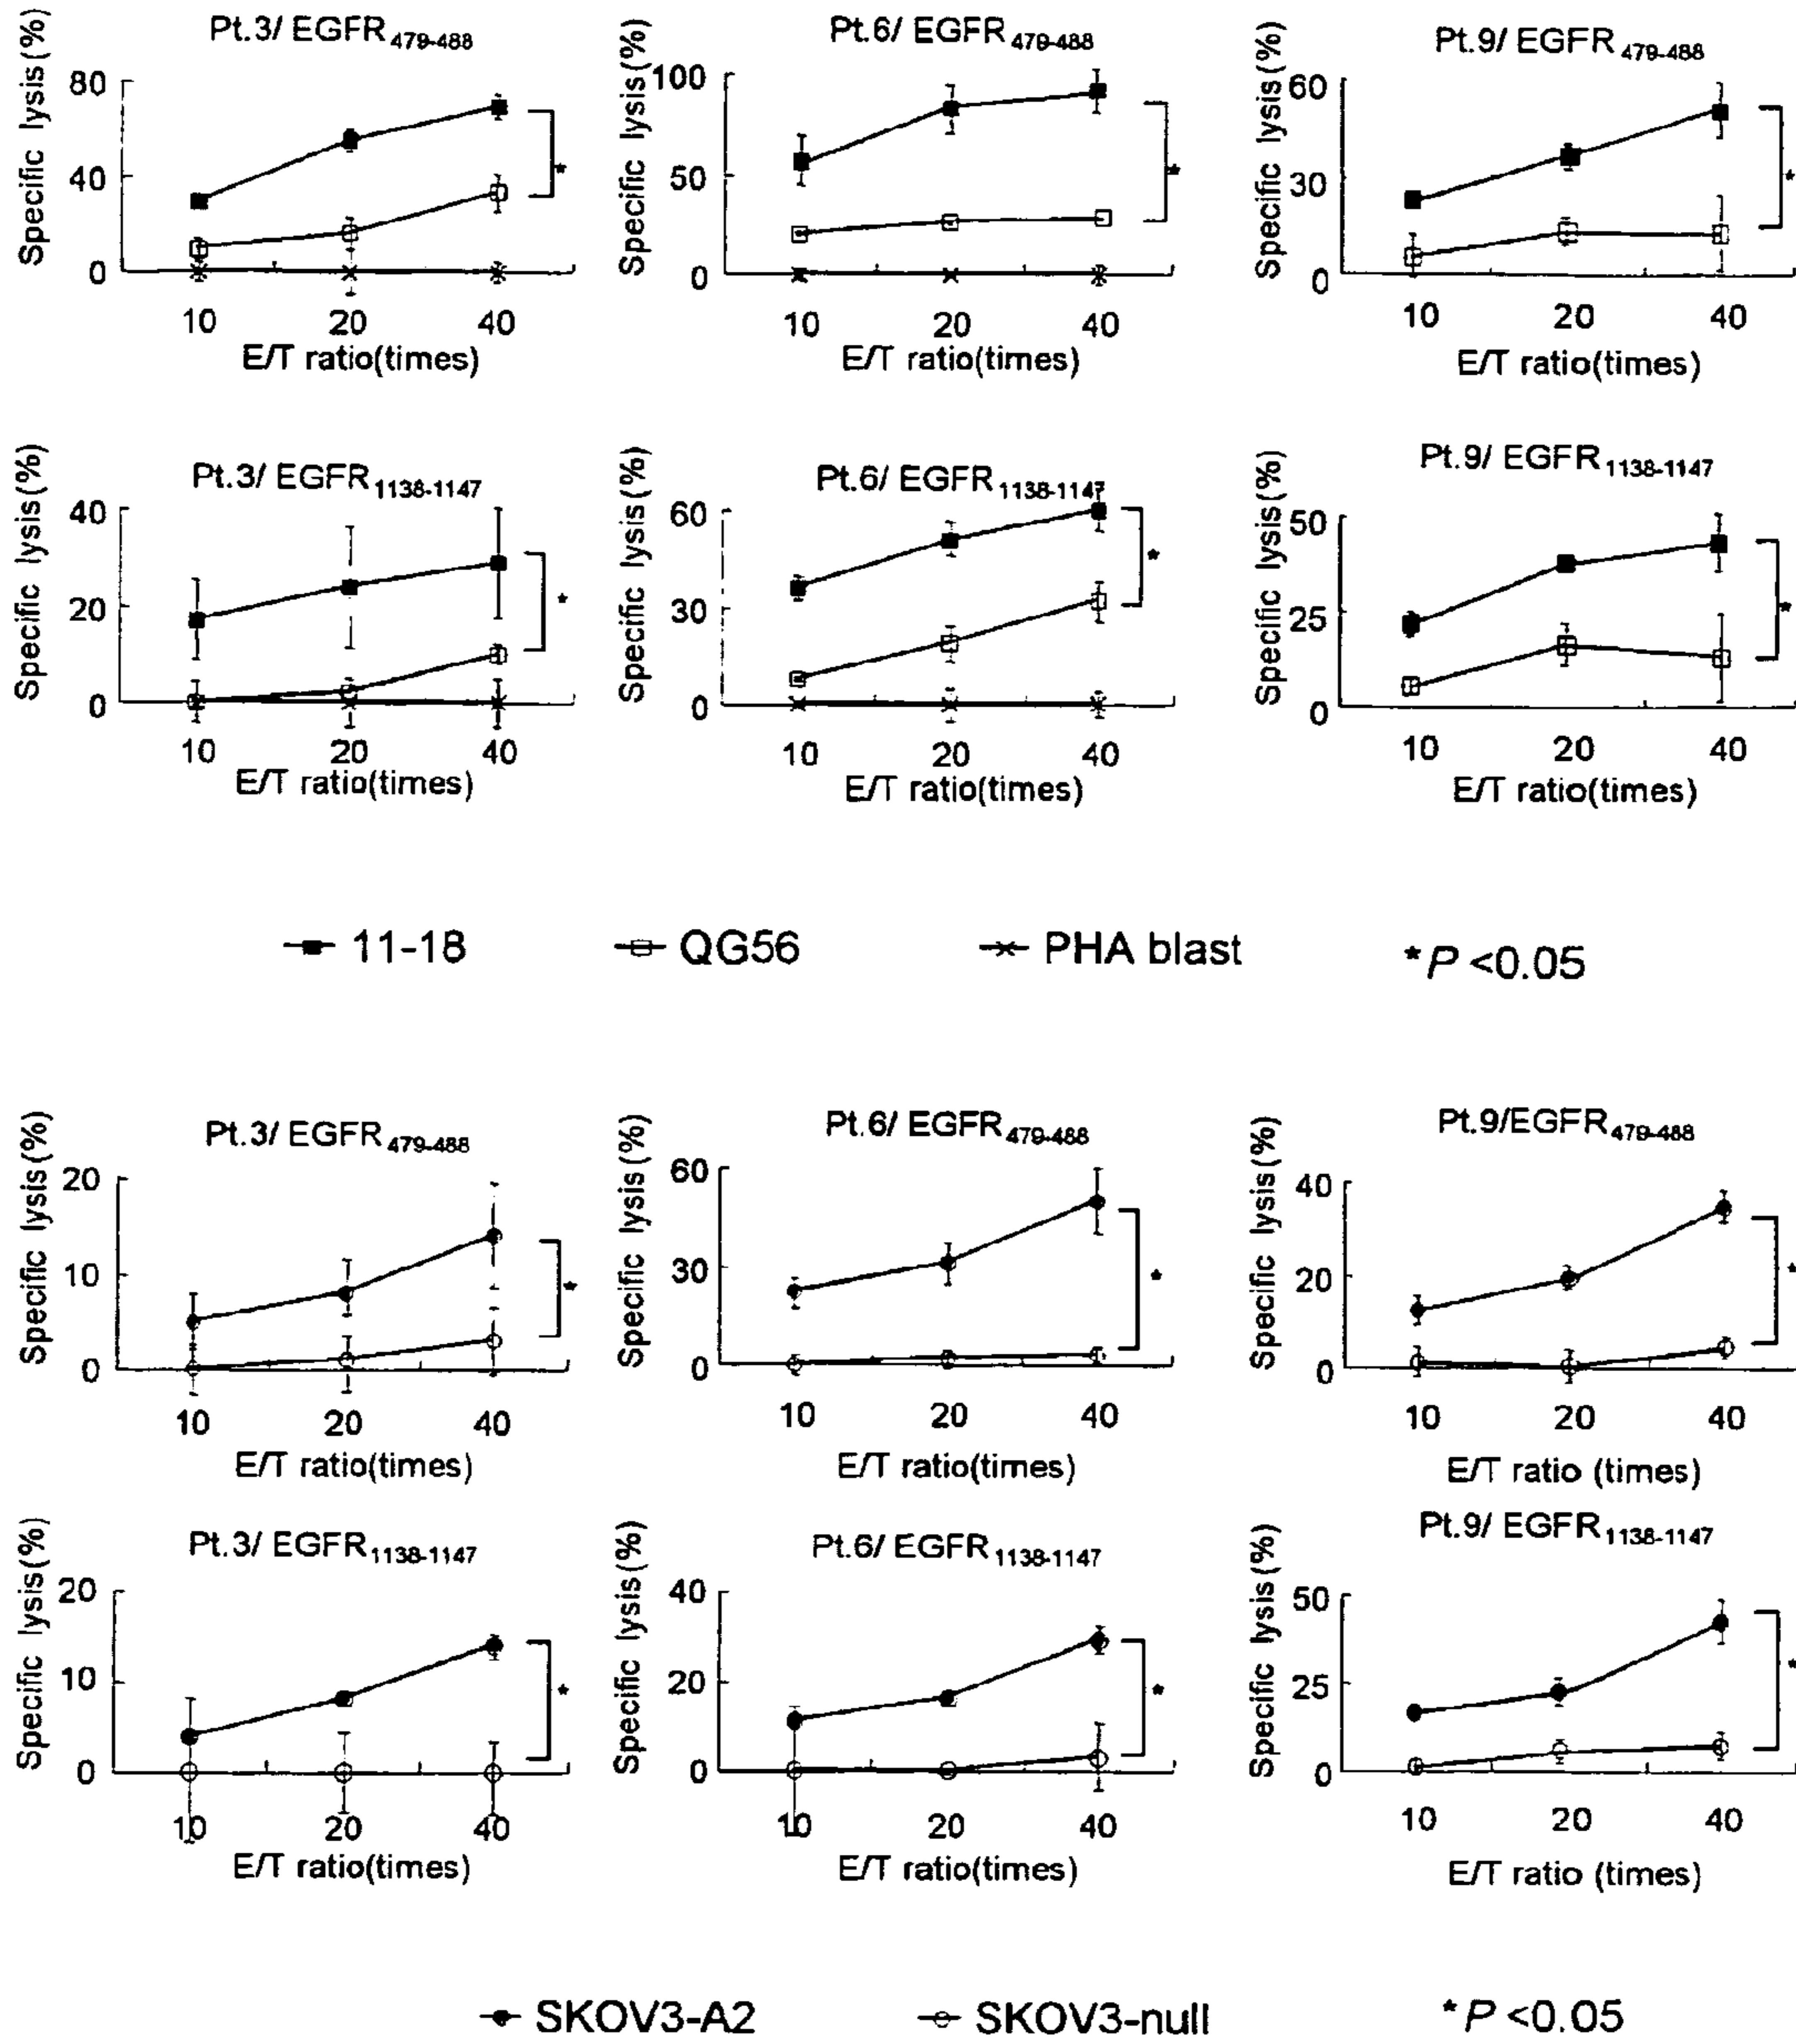 Pt.3/ EGFR479-488
Specific lysis(%)
80
40
0
10 20 40
E/T ratio(times)
Pt.6/ EGFR479-488
Specific lysis(%)
100
50
0
10 20 40
E/T ratio(times)
Pt.9/ EGFR479-488
Specific lysis(%)
60
30
0
10 20 40
E/T ratio(times)
*
*
*
Pt.3/ EGFR1138-1147
Specific lysis(%)
40
20
0
10 20 40
E/T ratio(times)
Pt.6/ EGFR1138-1147
Specific lysis(%)
60
30
0
10 20 40
E/T ratio(times)
Pt.9/ EGFR1138-1147
Specific lysis(%)
50
25
0
10 20 40
E/T ratio(times)
*
*
*
11-18 QG56 PHA blast *P <0.05
Pt.3/ EGFR479-488
Specific lysis(%)
20
10
0
10 20 40
E/T ratio(times)
Pt.6/ EGFR479-488
Specific lysis(%)
60
30
0
10 20 40
E/T ratio(times)
Pt.9/EGFR479-488
Specific lysis(%)
40
20
0
10 20 40
E/T ratio (times)
*
*
*
Pt.3/ EGFR1138-1147
Specific lysis(%)
20
10
0
10 20 40
E/T ratio(times)
Pt.6/ EGFR1138-1147
Specific lysis(%)
40
20
0
10 20 40
E/T ratio(times)
Pt.9/ EGFR1138-1147
Specific lysis(%)
50
25
0
10 20 40
E/T ratio (times)
*
*
*
SKOV3-A2 SKOV3-null *P <0.05